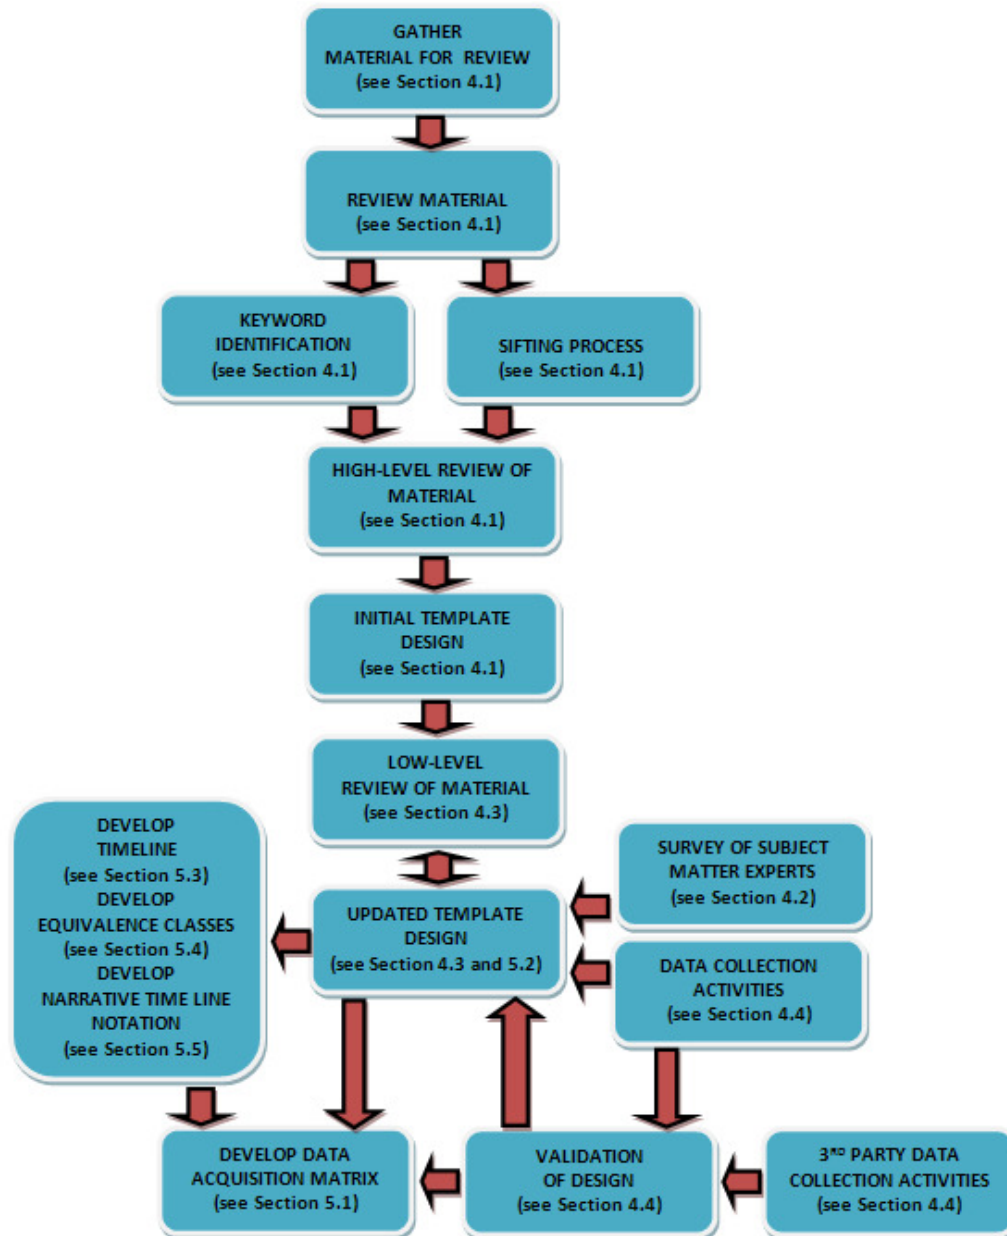 GATHER
MATERIAL FOR REVIEW
(see Section 4.1)
REVIEW MATERIAL
(see Section 4.1)
KEYWORD
IDENTIFICATION
(see Section 4.1)
SIFTING PROCESS
(see Section 4.1)
HIGH-LEVEL REVIEW OF
MATERIAL
(see Section 4.1)
INITIAL TEMPLATE
DESIGN
(see Section 4.1)
LOW-LEVEL
REVIEW OF MATERIAL
(see Section 4.3)
DEVELOP
TIMELINE
(see Section 5.3)
DEVELOP
EQUIVALENCE CLASSES
(see Section 5.4)
DEVELOP
NARRATIVE TIME LINE
NOTATION
(see Section 5.5)
SURVEY OF SUBJECT
MATTER EXPERTS
(see Section 4.2)
UPDATED TEMPLATE
DESIGN
(see Section 4.3 and 5.2)
DATA COLLECTION
ACTIVITIES
(see Section 4.4)
DEVELOP DATA
ACQUISITION MATRIX
(see Section 5.1)
VALIDATION
OF DESIGN
(see Section 4.4)
3RD PARTY DATA
COLLECTION ACTIVITIES
(see Section 4.4)